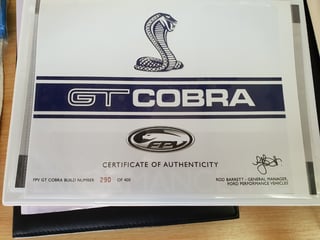 GT COBRA
FPV
CERTIFICATE OF AUTHENTICITY
FPV GT COBRA BUILD NUMBER 290 OF 400
ROD BARRETT - GENERAL MANAGER,
FORD PERFORMANCE VEHICLES